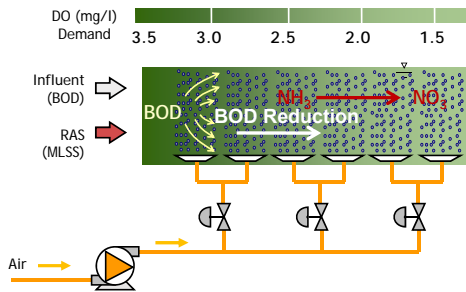 DO (mg/l)
Demand
3.5 3.0 2.5 2.0 1.5
Influent
(BOD)
RAS
(MLSS)
BOD
NH3
NO3
BOD Reduction
Air